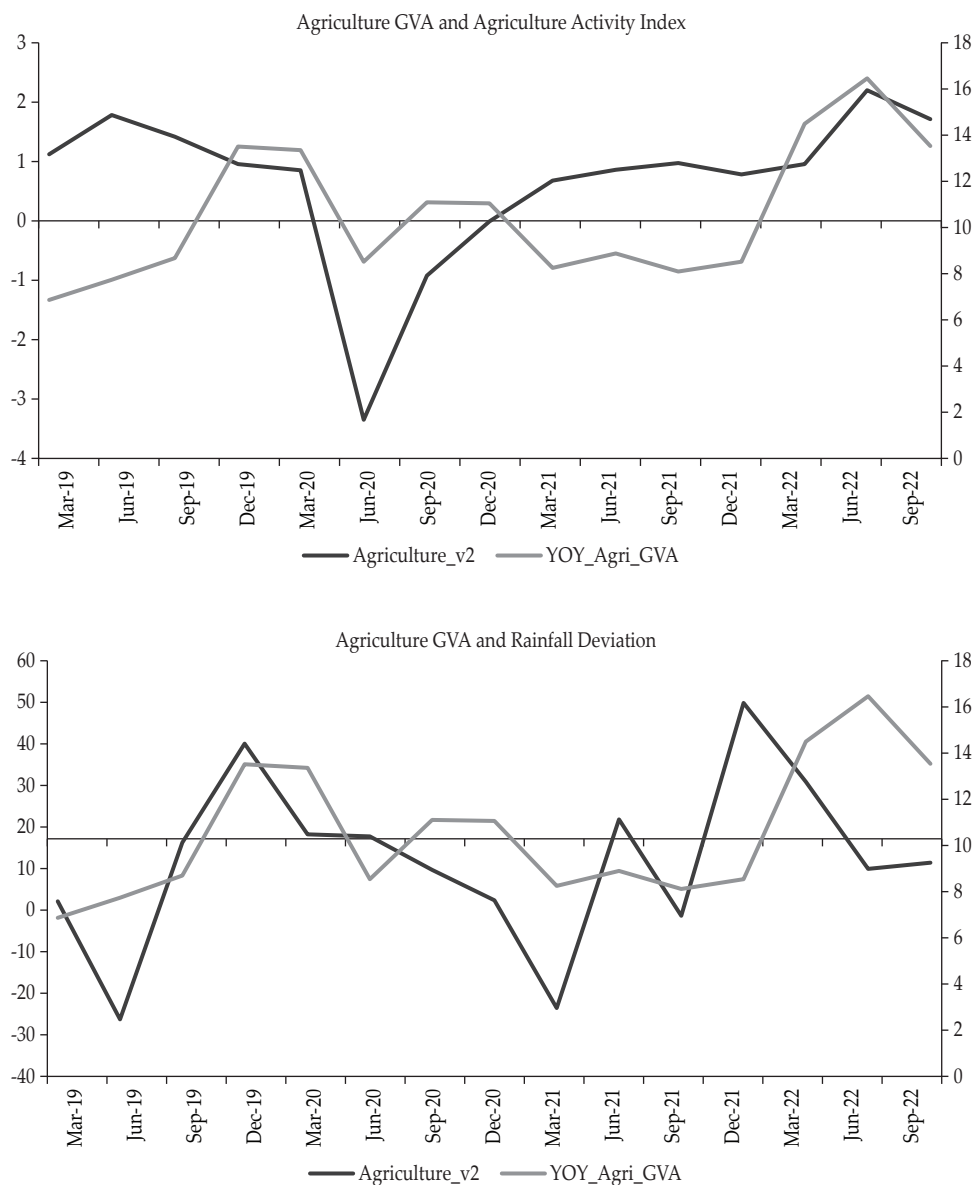 Agriculture GVA and Agriculture Activity Index
3
2
1
0
-1
-2
-3
-4
18
16
14
12
10
8
6
4
2
0
Mar-19
Jun-19
Sep-19
Dec-19
Mar-20
Jun-20
Sep-20
Dec-20
Mar-21
Jun-21
Sep-21
Dec-21
Mar-22
Jun-22
Sep-22
Agriculture_v2 YOY_Agri_GVA
Agriculture GVA and Rainfall Deviation
60
50
40
30
20
10
0
-10
-20
-30
-40
18
16
14
12
10
8
6
4
2
0
Mar-19
Jun-19
Sep-19
Dec-19
Mar-20
Jun-20
Sep-20
Dec-20
Mar-21
Jun-21
Sep-21
Dec-21
Mar-22
Jun-22
Sep-22
Agriculture_v2 YOY_Agri_GVA